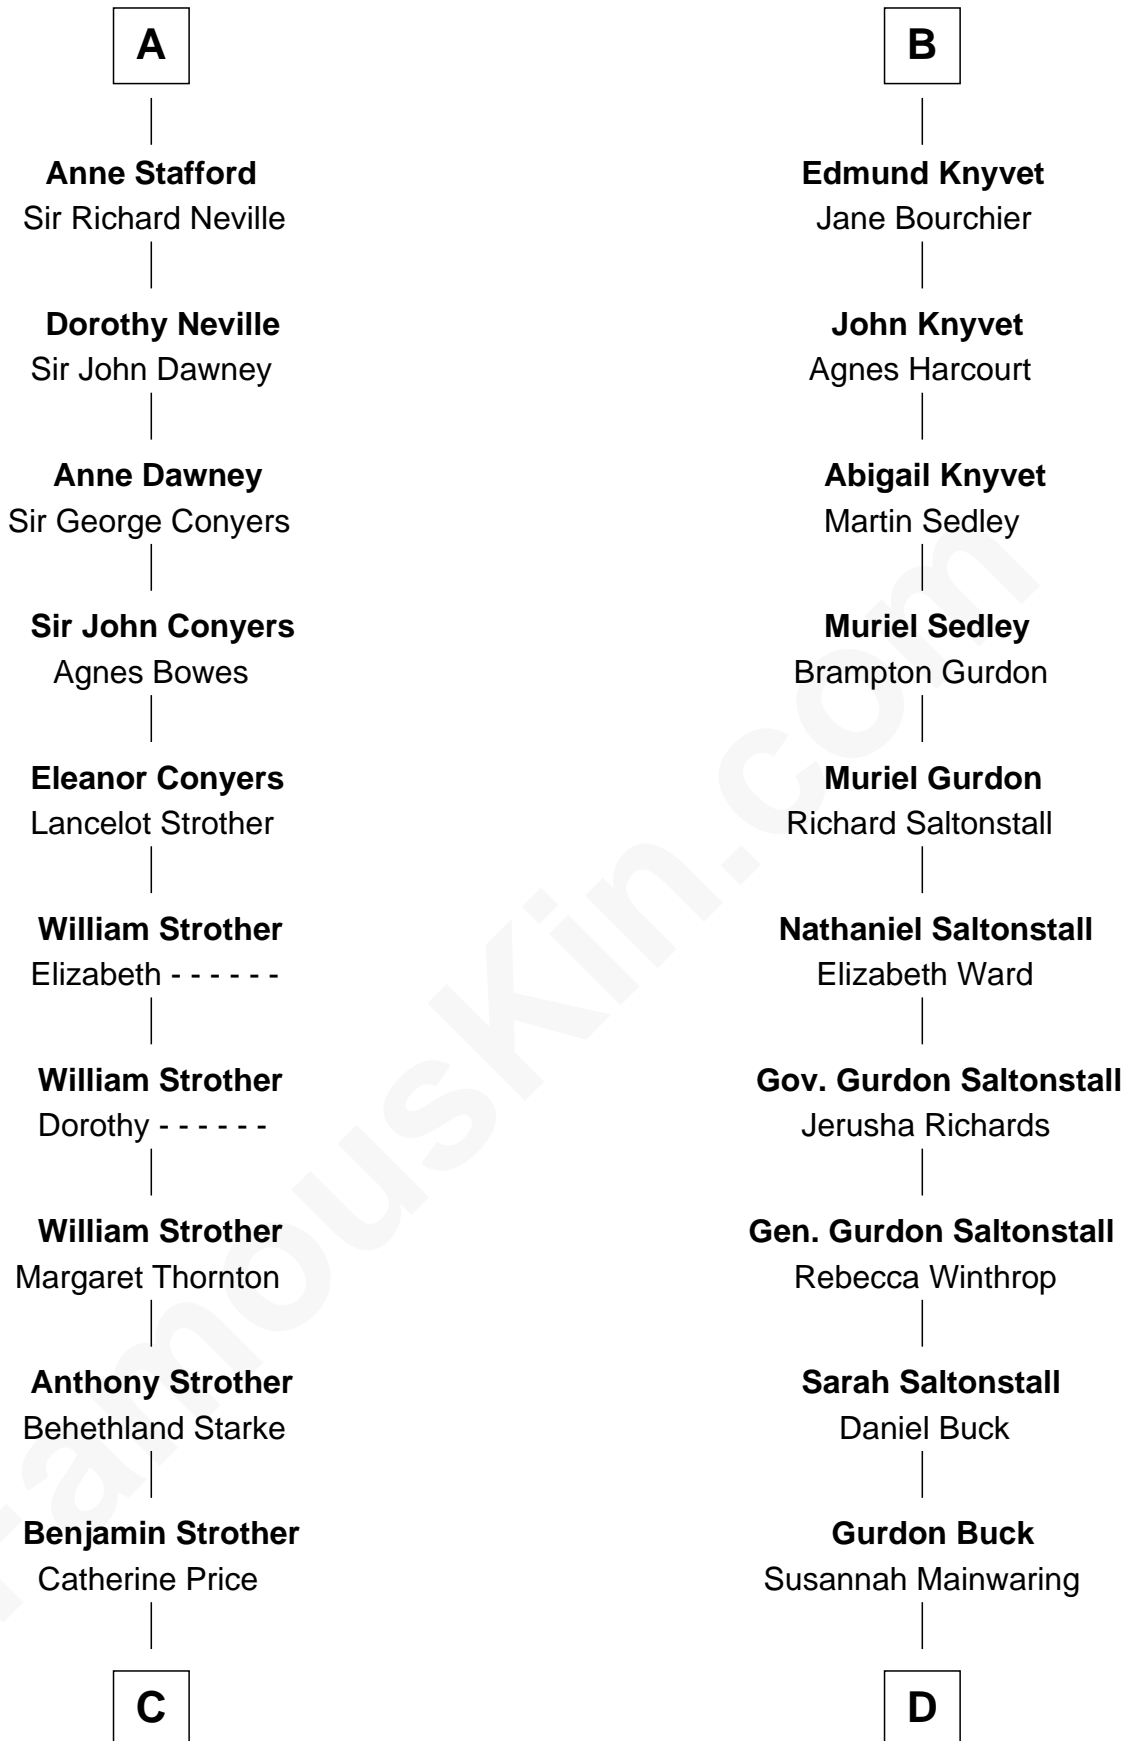 A
Anne Stafford
Sir Richard Neville
Dorothy Neville
Sir John Dawney
Anne Dawney
Sir George Conyers
Sir John Conyers
Agnes Bowes
Eleanor Conyers
Lancelot Strother
William Strother
Elizabeth - - - - - -
William Strother
Dorothy - - - - - -
William Strother
Margaret Thornton
Anthony Strother
Behethland Starke
Benjamin Strother
Catherine Price
C
B
Edmund Knyvet
Jane Bourchier
John Knyvet
Agnes Harcourt
Abigail Knyvet
Martin Sedley
Muriel Sedley
Brampton Gurdon
Muriel Gurdon
Richard Saltonstall
Nathaniel Saltonstall
Elizabeth Ward
Gov. Gurdon Saltonstall
Jerusha Richards
Gen. Gurdon Saltonstall
Rebecca Winthrop
Sarah Saltonstall
Daniel Buck
Gurdon Buck
Susannah Mainwaring
D
FamousKin.com